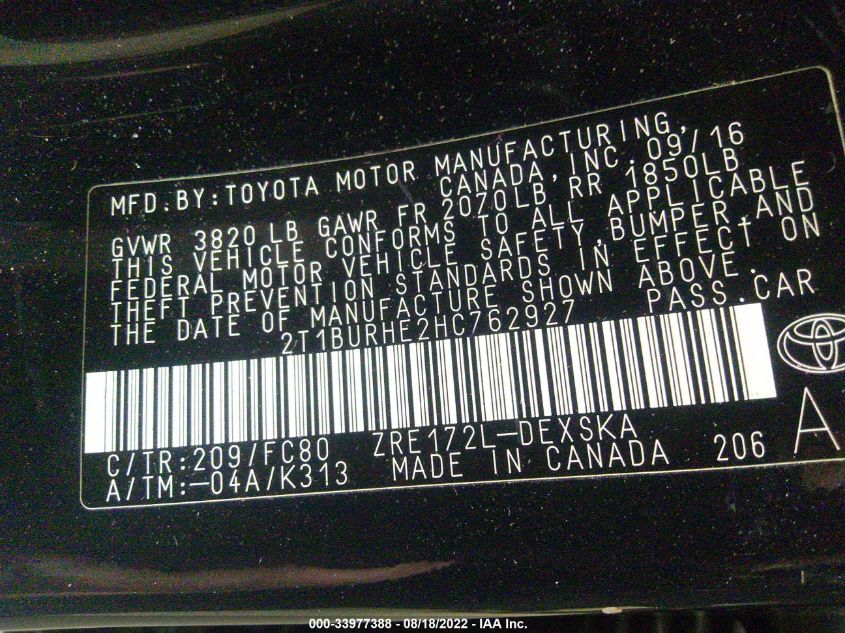 MFD.BY:TOYOTA MOTOR MANUFACTURING,
CANADA,INC. 09/16
GVWR 3820 LB GAWR FR 2070LB RR 1850LB
THIS VEHICLE CONFORMS TO ALL APPLICABLE
FEDERAL MOTOR VEHICLE SAFETY,BUMPER,AND
THEFT PREVENTION STANDARDS IN EFFECT ON
THE DATE OF MANUFACTURE SHOWN ABOVE.
2T1BURHE2HC762927 PASS.CAR
C/TR:209/FC80 ZRE172L-DEXSKA
A/TM:-04A/K313 MADE IN CANADA 206 A
000-33977388 - 08/18/2022 - IAA Inc.